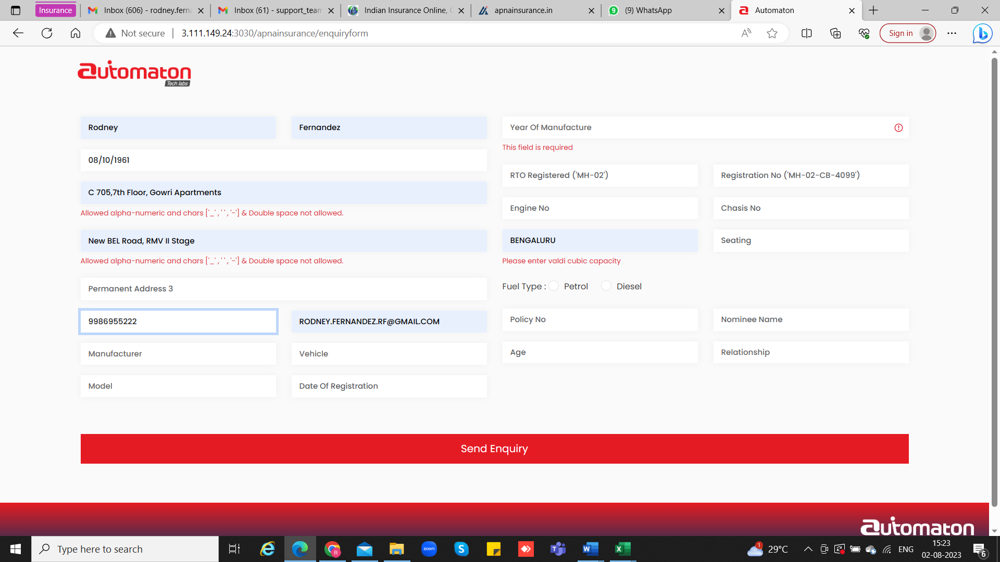 Insurance
Inbox (606) - rodney.ferna
Inbox (61) - support_team
Indian Insurance Online,
apnainsurance.in
(9) WhatsApp
Automaton
Not secure
3.111.149.24:3030/apnainsurance/enquiryform
Sign in
automaton
Tech labs
Rodney
Fernandez
08/10/1961
C 705,7th Floor, Gowri Apartments
Allowed alpha-numeric and chars ['_',' ', '-'] & Double space not allowed.
New BEL Road, RMV II Stage
Allowed alpha-numeric and chars ['_',' ', '-'] & Double space not allowed.
Permanent Address 3
9986955222
RODNEY.FERNANDEZ.RF@GMAIL.COM
Manufacturer
Vehicle
Model
Date Of Registration
Year Of Manufacture
This field is required
RTO Registered ('MH-02')
Registration No ('MH-02-CB-4099')
Engine No
Chasis No
BENGALURU
Seating
Please enter valdi cubic capacity
Fuel Type : Petrol Diesel
Policy No
Nominee Name
Age
Relationship
Send Enquiry
automaton
Type here to search
zoom
1
29°C
ENG
15:23
02-08-2023
6